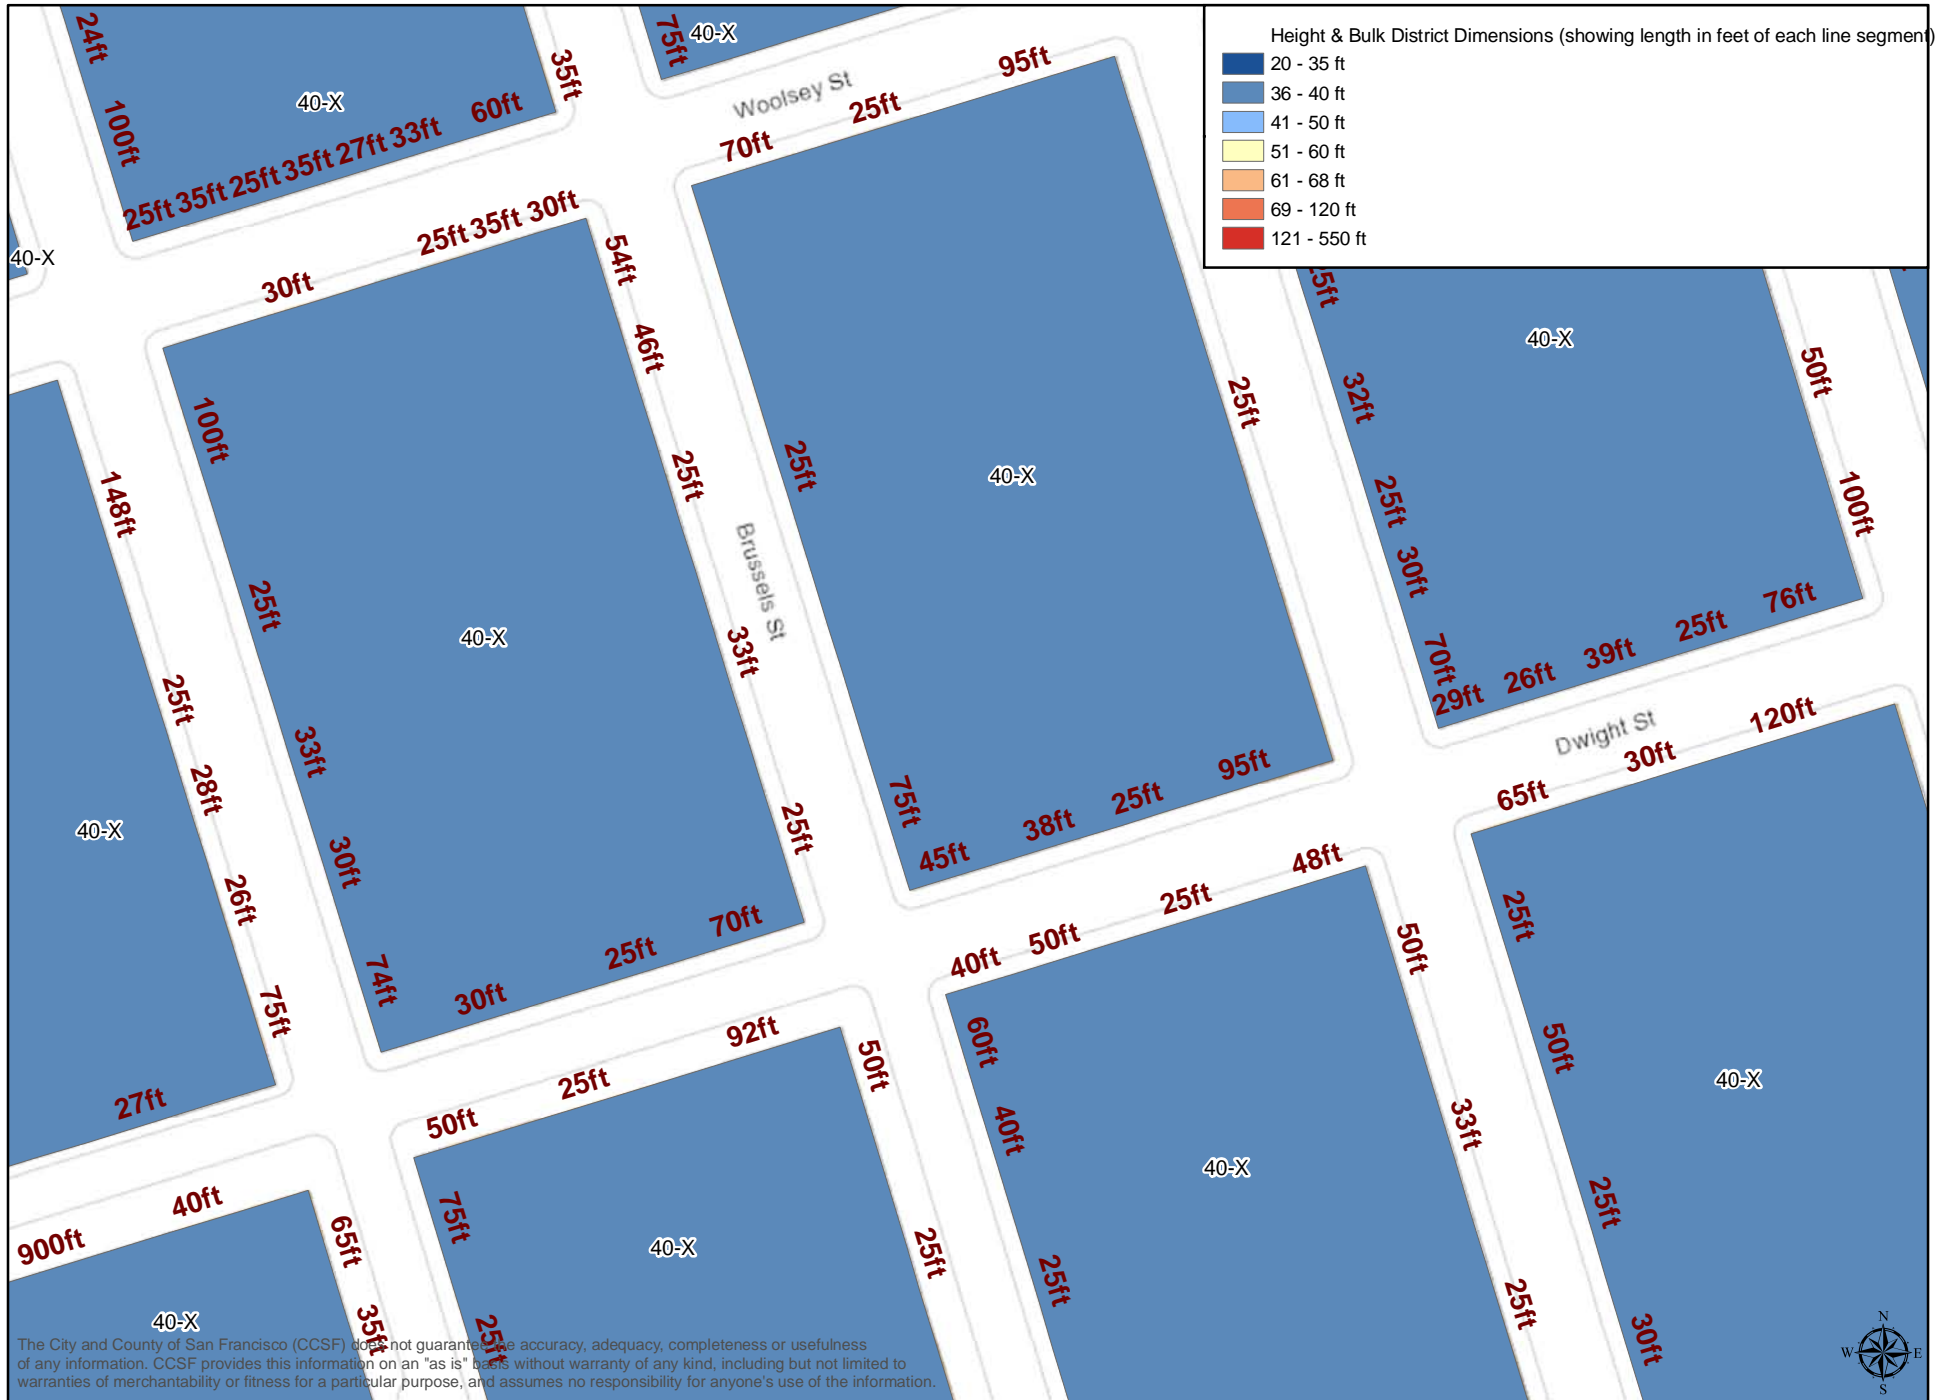 Height & Bulk District Dimensions (showing length in feet of each line segment)
20 - 35 ft
36 - 40 ft
41 - 50 ft
51 - 60 ft
61 - 68 ft
69 - 120 ft
121 - 550 ft
24ft
75ft
40-X
35ft
95ft
Woolsey St
40-X
60ft
25ft
100ft
33ft
27ft
35ft
25ft
35ft
25ft
70ft
30ft
35ft
25ft
40-X
54ft
30ft
25ft
40-X
46ft
50ft
32ft
25ft
100ft
25ft
25ft
40-X
148ft
25ft
100ft
Brussels St
25ft
30ft
76ft
40-X
33ft
25ft
70ft
39ft
26ft
29ft
25ft
Dwight St
120ft
33ft
30ft
28ft
95ft
65ft
75ft
25ft
38ft
40-X
25ft
45ft
30ft
48ft
26ft
25ft
25ft
70ft
50ft
50ft
25ft
40ft
74ft
30ft
75ft
92ft
60ft
50ft
50ft
25ft
40-X
27ft
50ft
40ft
33ft
40-X
40ft
75ft
25ft
65ft
900ft
40-X
25ft
25ft
25ft
40-X
35ft
25ft
30ft
The City and County of San Francisco (CCSF) does not guarantee the accuracy, adequacy, completeness or usefulness
of any information. CCSF provides this information on an "as is" basis without warranty of any kind, including but not limited to
warranties of merchantability or fitness for a particular purpose, and assumes no responsibility for anyone's use of the information.
N
W
E
S